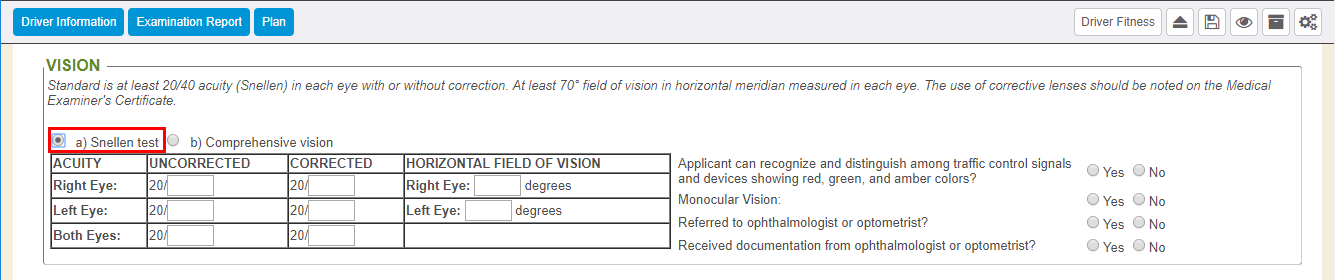 Driver Information Examination Report Plan Driver Fitness
VISION
Standard is at least 20/40 acuity (Snellen) in each eye with or without correction. At least 70° field of vision in horizontal meridian measured in each eye. The use of corrective lenses should be noted on the Medical
Examiner's Certificate.
a) Snellen test b) Comprehensive vision
ACUITY UNCORRECTED CORRECTED HORIZONTAL FIELD OF VISION
Right Eye: 20/ 20/ Right Eye: degrees
Left Eye: 20/ 20/ Left Eye: degrees
Both Eyes: 20/ 20/
Applicant can recognize and distinguish among traffic control signals
and devices showing red, green, and amber colors? Yes No
Monocular Vision: Yes No
Referred to ophthalmologist or optometrist? Yes No
Received documentation from ophthalmologist or optometrist? Yes No